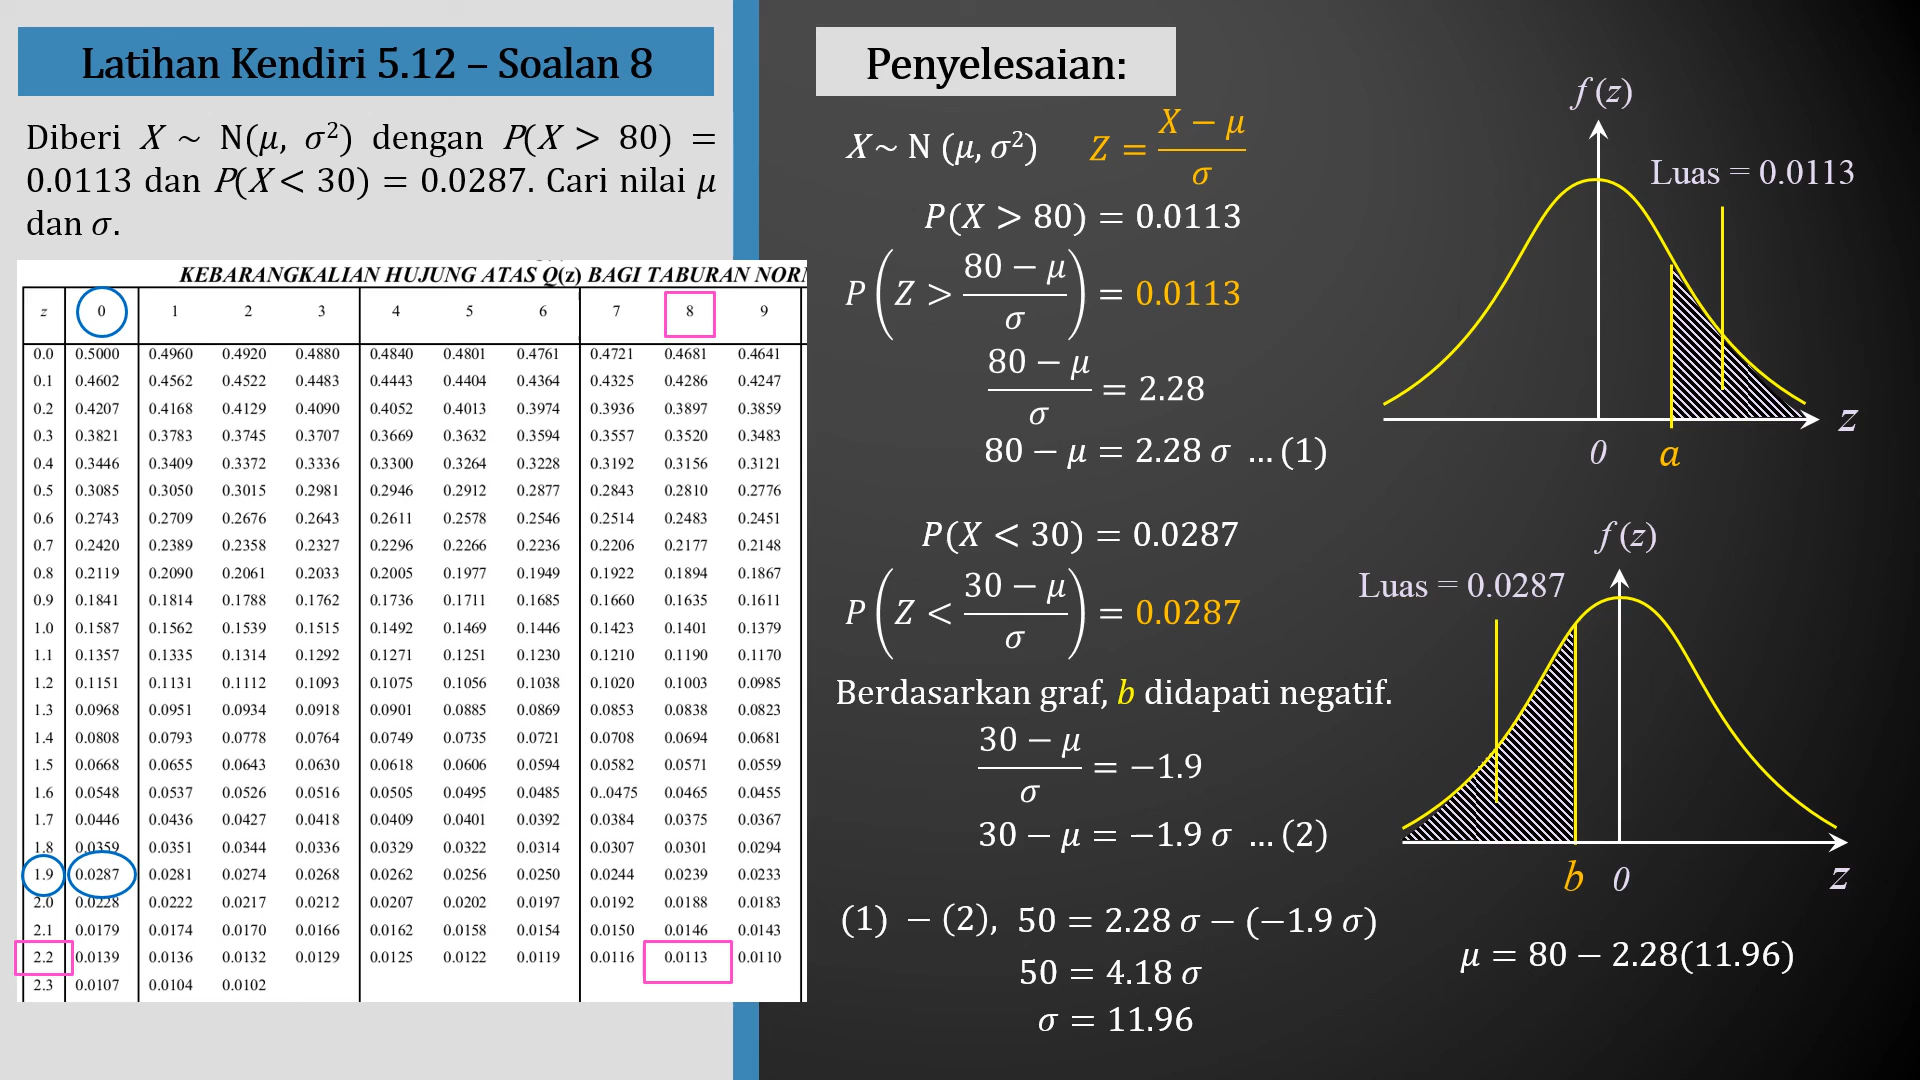 Latihan Kendiri 5.12 – Soalan 8
Diberi X ~ N(μ, σ²) dengan P(X > 80) =
0.0113 dan P(X < 30) = 0.0287. Cari nilai μ
dan σ.
KEBARANGKALIAN HUJUNG ATAS Q(z) BAGI TABURAN NORM
z 0 1 2 3 4 5 6 7 8 9
0.0 0.5000 0.4960 0.4920 0.4880 0.4840 0.4801 0.4761 0.4721 0.4681 0.4641
0.1 0.4602 0.4562 0.4522 0.4483 0.4443 0.4404 0.4364 0.4325 0.4286 0.4247
0.2 0.4207 0.4168 0.4129 0.4090 0.4052 0.4013 0.3974 0.3936 0.3897 0.3859
0.3 0.3821 0.3783 0.3745 0.3707 0.3669 0.3632 0.3594 0.3557 0.3520 0.3483
0.4 0.3446 0.3409 0.3372 0.3336 0.3300 0.3264 0.3228 0.3192 0.3156 0.3121
0.5 0.3085 0.3050 0.3015 0.2981 0.2946 0.2912 0.2877 0.2843 0.2810 0.2776
0.6 0.2743 0.2709 0.2676 0.2643 0.2611 0.2578 0.2546 0.2514 0.2483 0.2451
0.7 0.2420 0.2389 0.2358 0.2327 0.2296 0.2266 0.2236 0.2206 0.2177 0.2148
0.8 0.2119 0.2090 0.2061 0.2033 0.2005 0.1977 0.1949 0.1922 0.1894 0.1867
0.9 0.1841 0.1814 0.1788 0.1762 0.1736 0.1711 0.1685 0.1660 0.1635 0.1611
1.0 0.1587 0.1562 0.1539 0.1515 0.1492 0.1469 0.1446 0.1423 0.1401 0.1379
1.1 0.1357 0.1335 0.1314 0.1292 0.1271 0.1251 0.1230 0.1210 0.1190 0.1170
1.2 0.1151 0.1131 0.1112 0.1093 0.1075 0.1056 0.1038 0.1020 0.1003 0.0985
1.3 0.0968 0.0951 0.0934 0.0918 0.0901 0.0885 0.0869 0.0853 0.0838 0.0823
1.4 0.0808 0.0793 0.0778 0.0764 0.0749 0.0735 0.0721 0.0708 0.0694 0.0681
1.5 0.0668 0.0655 0.0643 0.0630 0.0618 0.0606 0.0594 0.0582 0.0571 0.0559
1.6 0.0548 0.0537 0.0526 0.0516 0.0505 0.0495 0.0485 0..0475 0.0465 0.0455
1.7 0.0446 0.0436 0.0427 0.0418 0.0409 0.0401 0.0392 0.0384 0.0375 0.0367
1.8 0.0359 0.0351 0.0344 0.0336 0.0329 0.0322 0.0314 0.0307 0.0301 0.0294
1.9 0.0287 0.0281 0.0274 0.0268 0.0262 0.0256 0.0250 0.0244 0.0239 0.0233
2.0 0.0228 0.0222 0.0217 0.0212 0.0207 0.0202 0.0197 0.0192 0.0188 0.0183
2.1 0.0179 0.0174 0.0170 0.0166 0.0162 0.0158 0.0154 0.0150 0.0146 0.0143
2.2 0.0139 0.0136 0.0132 0.0129 0.0125 0.0122 0.0119 0.0116 0.0113 0.0110
2.3 0.0107 0.0104 0.0102
Penyelesaian:
X ~ N (μ, σ²) Z = (X − μ)/σ
P(X > 80) = 0.0113
P(Z > (80 − μ)/σ) = 0.0113
(80 − μ)/σ = 2.28
80 − μ = 2.28 σ … (1)
P(X < 30) = 0.0287
P(Z < (30 − μ)/σ) = 0.0287
Berdasarkan graf, b didapati negatif.
(30 − μ)/σ = −1.9
30 − μ = −1.9 σ … (2)
(1) − (2), 50 = 2.28 σ − (−1.9 σ)
50 = 4.18 σ
σ = 11.96
f (z)
Luas = 0.0113
0 a z
f (z)
Luas = 0.0287
b 0 z
μ = 80 − 2.28(11.96)